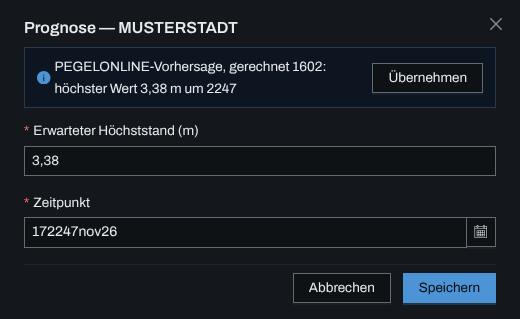 Prognose — MUSTERSTADT
PEGELONLINE-Vorhersage, gerechnet 1602:
höchster Wert 3,38 m um 2247
Übernehmen
* Erwarteter Höchststand (m)
3,38
* Zeitpunkt
172247nov26
Abbrechen
Speichern